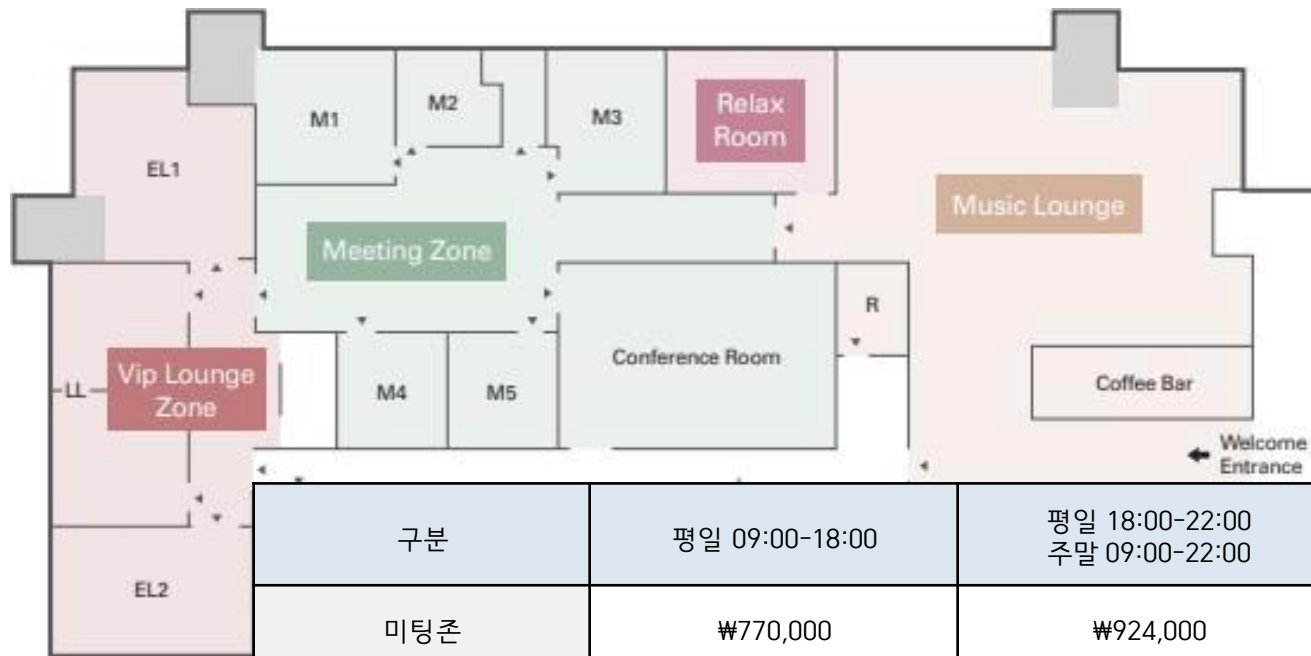 M1
M2
M3
Relax
Room
EL1
Music Lounge
Meeting Zone
R
Conference Room
Vip Lounge
Zone
LL
M4
M5
Coffee Bar
Welcome
Entrance
EL2
구분
평일 09:00-18:00
평일 18:00-22:00
주말 09:00-22:00
미팅존
₩770,000
₩924,000